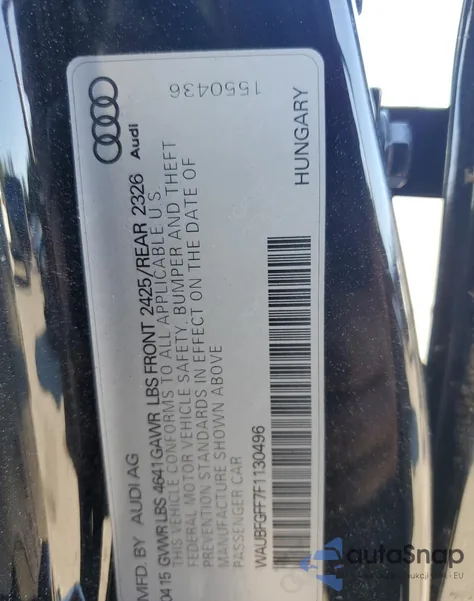 1550436
Audi
HUNGARY
MFD. BY AUDI AG
0415 GVWR LBS 4641 GAWR LBS FRONT 2425/REAR 2326
THIS VEHICLE CONFORMS TO ALL APPLICABLE U.S.
FEDERAL MOTOR VEHICLE SAFETY, BUMPER AND THEFT
PREVENTION STANDARDS IN EFFECT ON THE DATE OF
MANUFACTURE SHOWN ABOVE
PASSENGER CAR
WAUBFGFF7F1130496
autoSnap